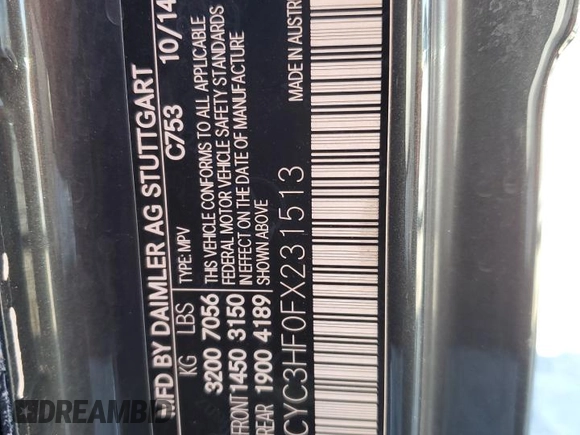 MFD BY DAIMLER AG STUTTGART
KG LBS TYPE: MPV C753 10/14
3200 7056 THIS VEHICLE CONFORMS TO ALL APPLICABLE
FRONT 1450 3150 FEDERAL MOTOR VEHICLE SAFETY STANDARDS
REAR 1900 4189 IN EFFECT ON THE DATE OF MANUFACTURE
SHOWN ABOVE
CYC3HF0FX231513
MADE IN AUSTR
DREAMBID